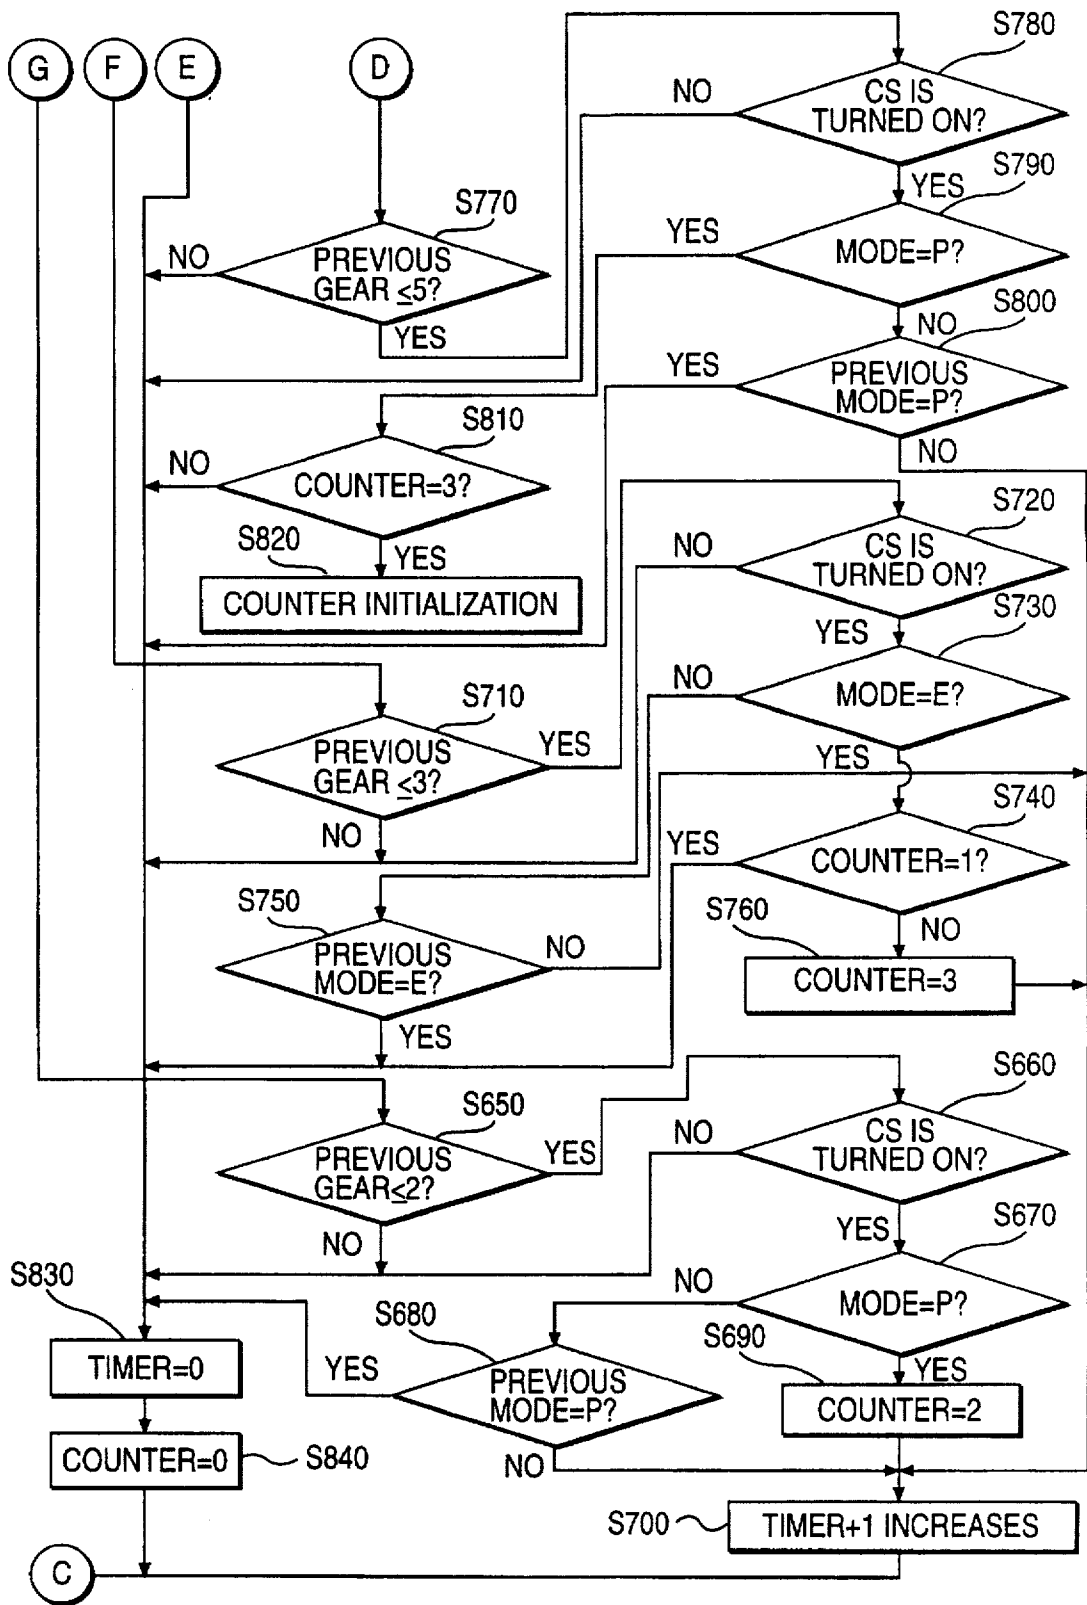 G
F
E
D
S780
CS IS
TURNED ON?
NO
YES
S790
MODE=P?
YES
NO
S770
PREVIOUS
GEAR ≤5?
NO
YES
S800
PREVIOUS
MODE=P?
YES
NO
S810
COUNTER=3?
NO
YES
S820
COUNTER INITIALIZATION
S720
CS IS
TURNED ON?
NO
YES
S730
MODE=E?
NO
YES
S710
PREVIOUS
GEAR ≤3?
YES
NO
S740
COUNTER=1?
YES
NO
S750
PREVIOUS
MODE=E?
NO
YES
S760
COUNTER=3
S650
PREVIOUS
GEAR≤2?
YES
NO
S660
CS IS
TURNED ON?
NO
YES
S670
MODE=P?
NO
YES
S680
PREVIOUS
MODE=P?
YES
NO
S690
COUNTER=2
S830
TIMER=0
COUNTER=0
S840
S700
TIMER+1 INCREASES
C